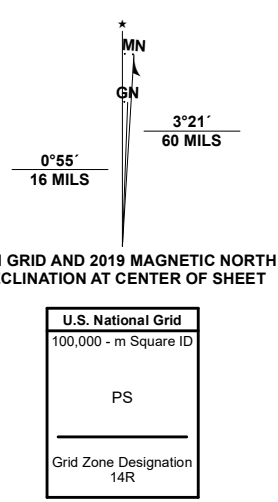 ★
MN
GN
3°21´
60 MILS
0°55´
16 MILS
GRID AND 2019 MAGNETIC NORTH
CLINATION AT CENTER OF SHEET
U.S. National Grid
100,000 - m Square ID
PS
Grid Zone Designation
14R